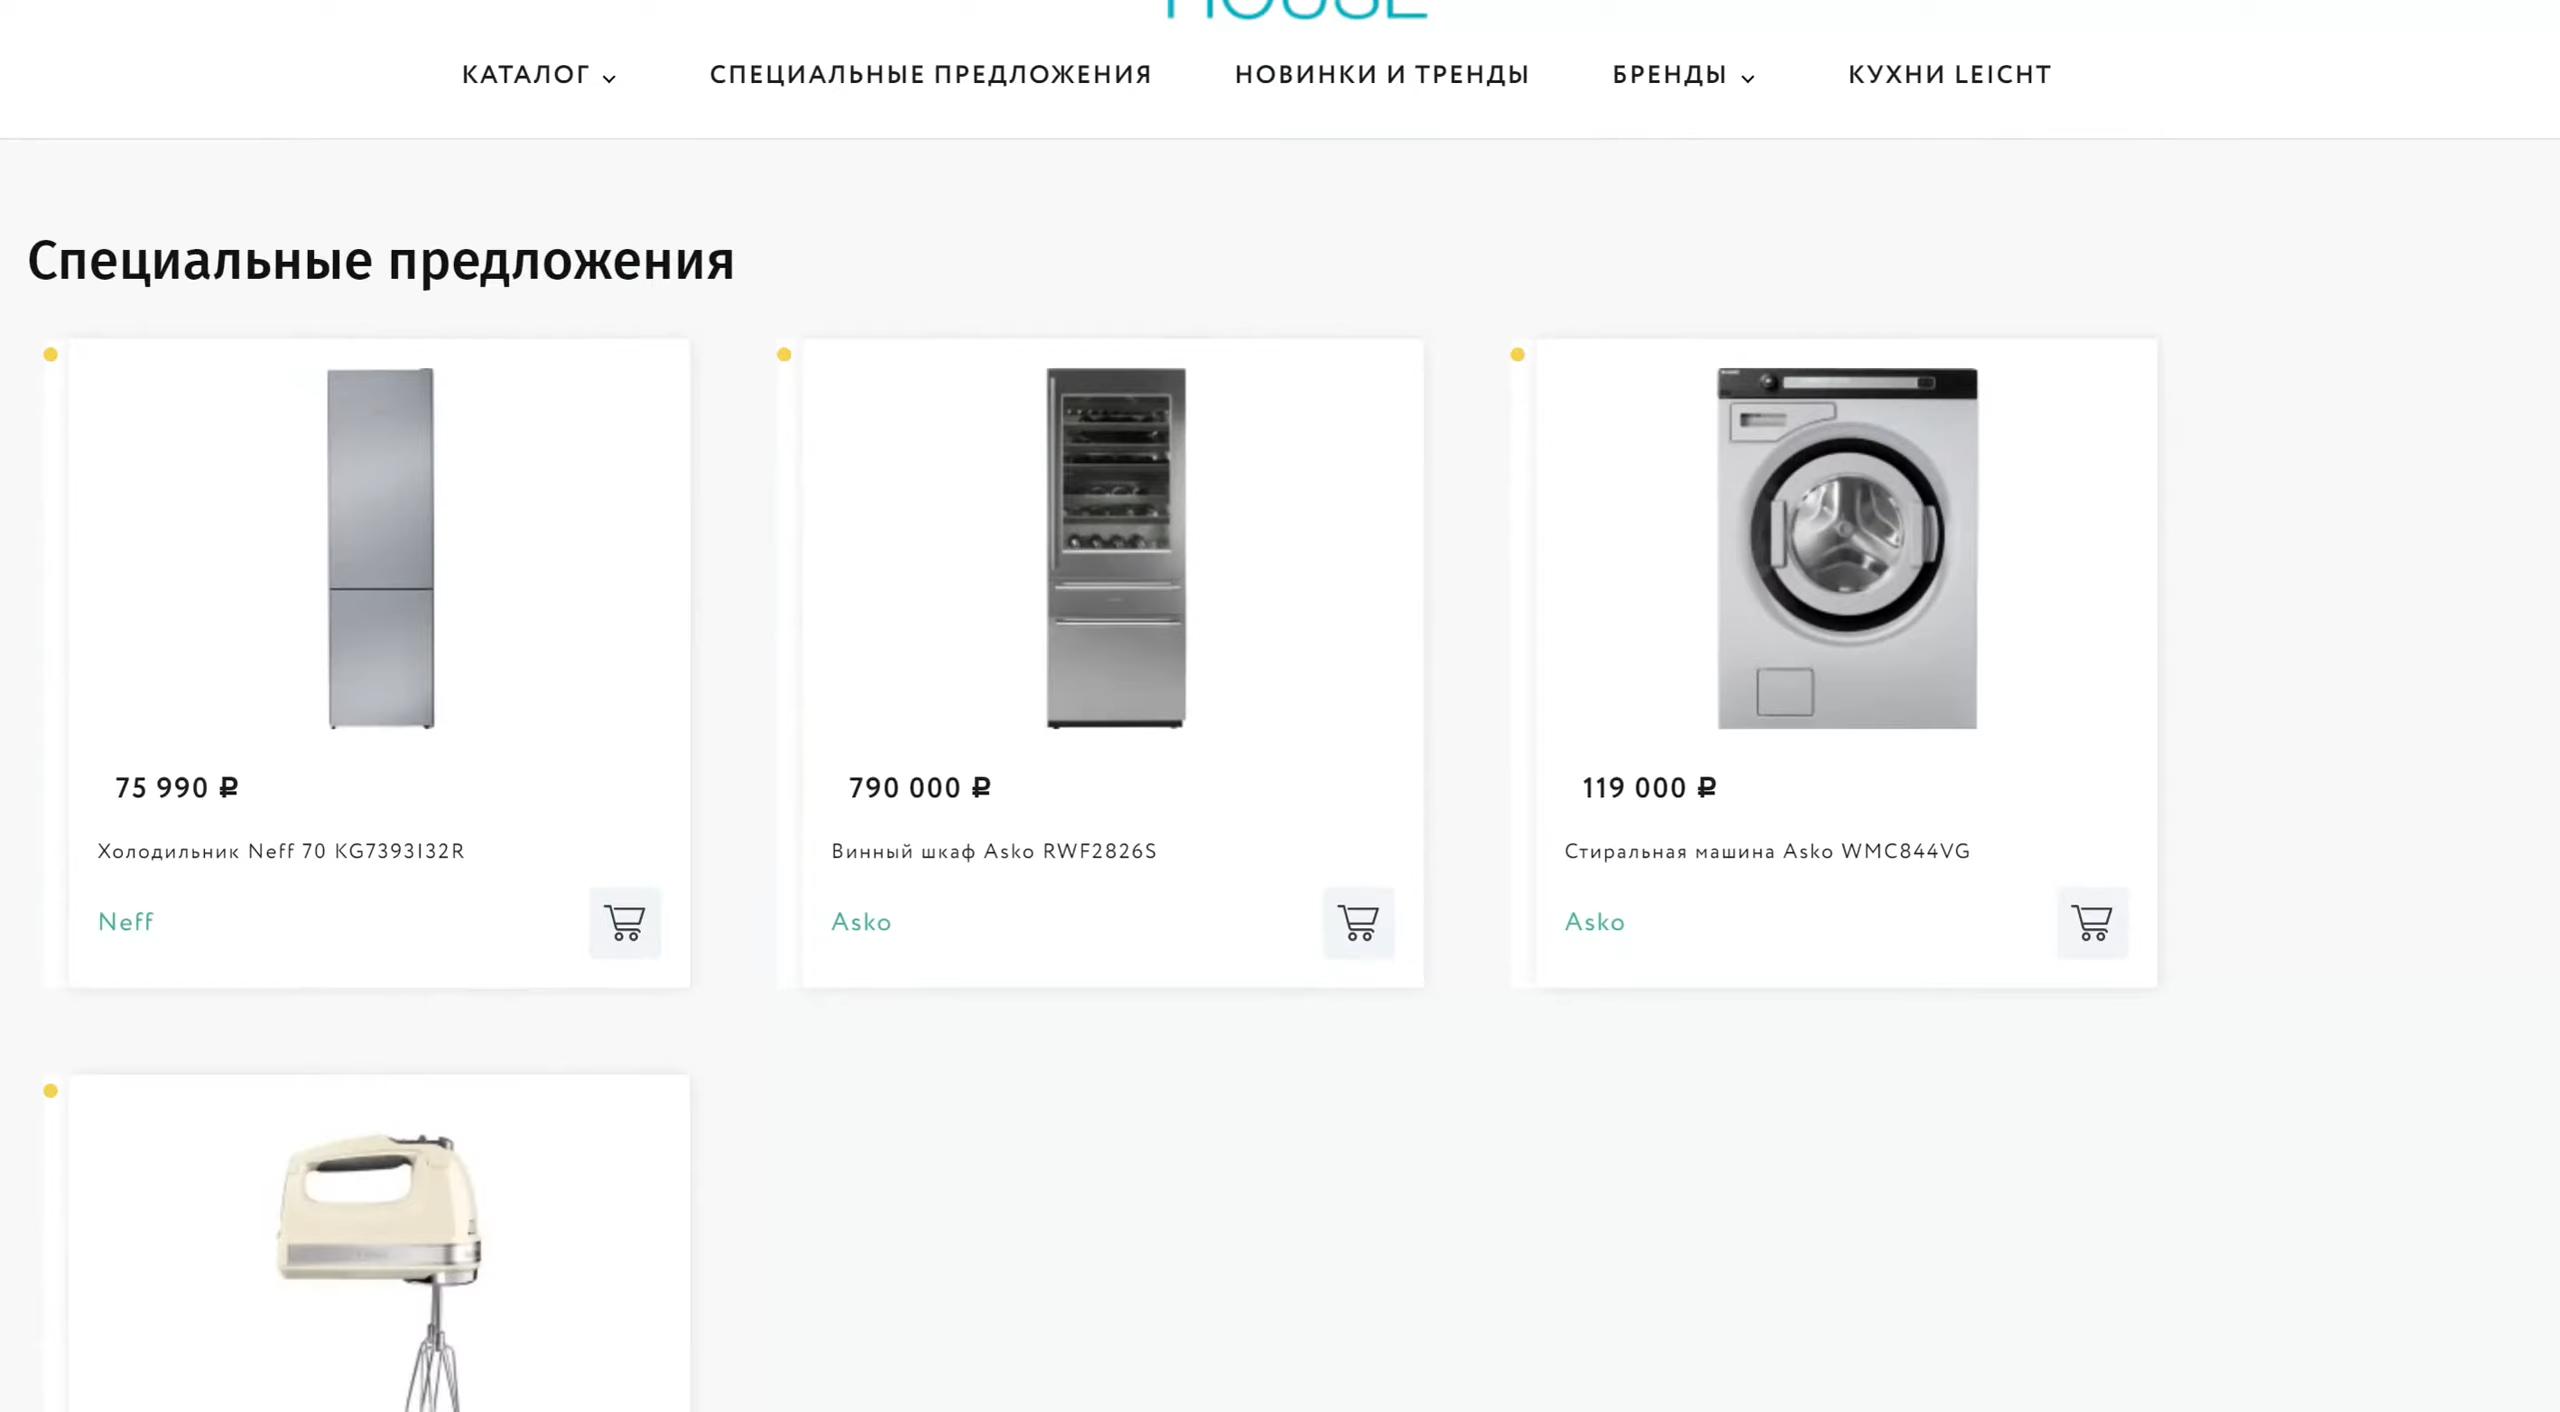 HOUSE
КАТАЛОГ СПЕЦИАЛЬНЫЕ ПРЕДЛОЖЕНИЯ НОВИНКИ И ТРЕНДЫ БРЕНДЫ КУХНИ LEICHT
Специальные предложения
75 990 ₽
Холодильник Neff 70 KG7393I32R
Neff
790 000 ₽
Винный шкаф Asko RWF2826S
Asko
119 000 ₽
Стиральная машина Asko WMC844VG
Asko